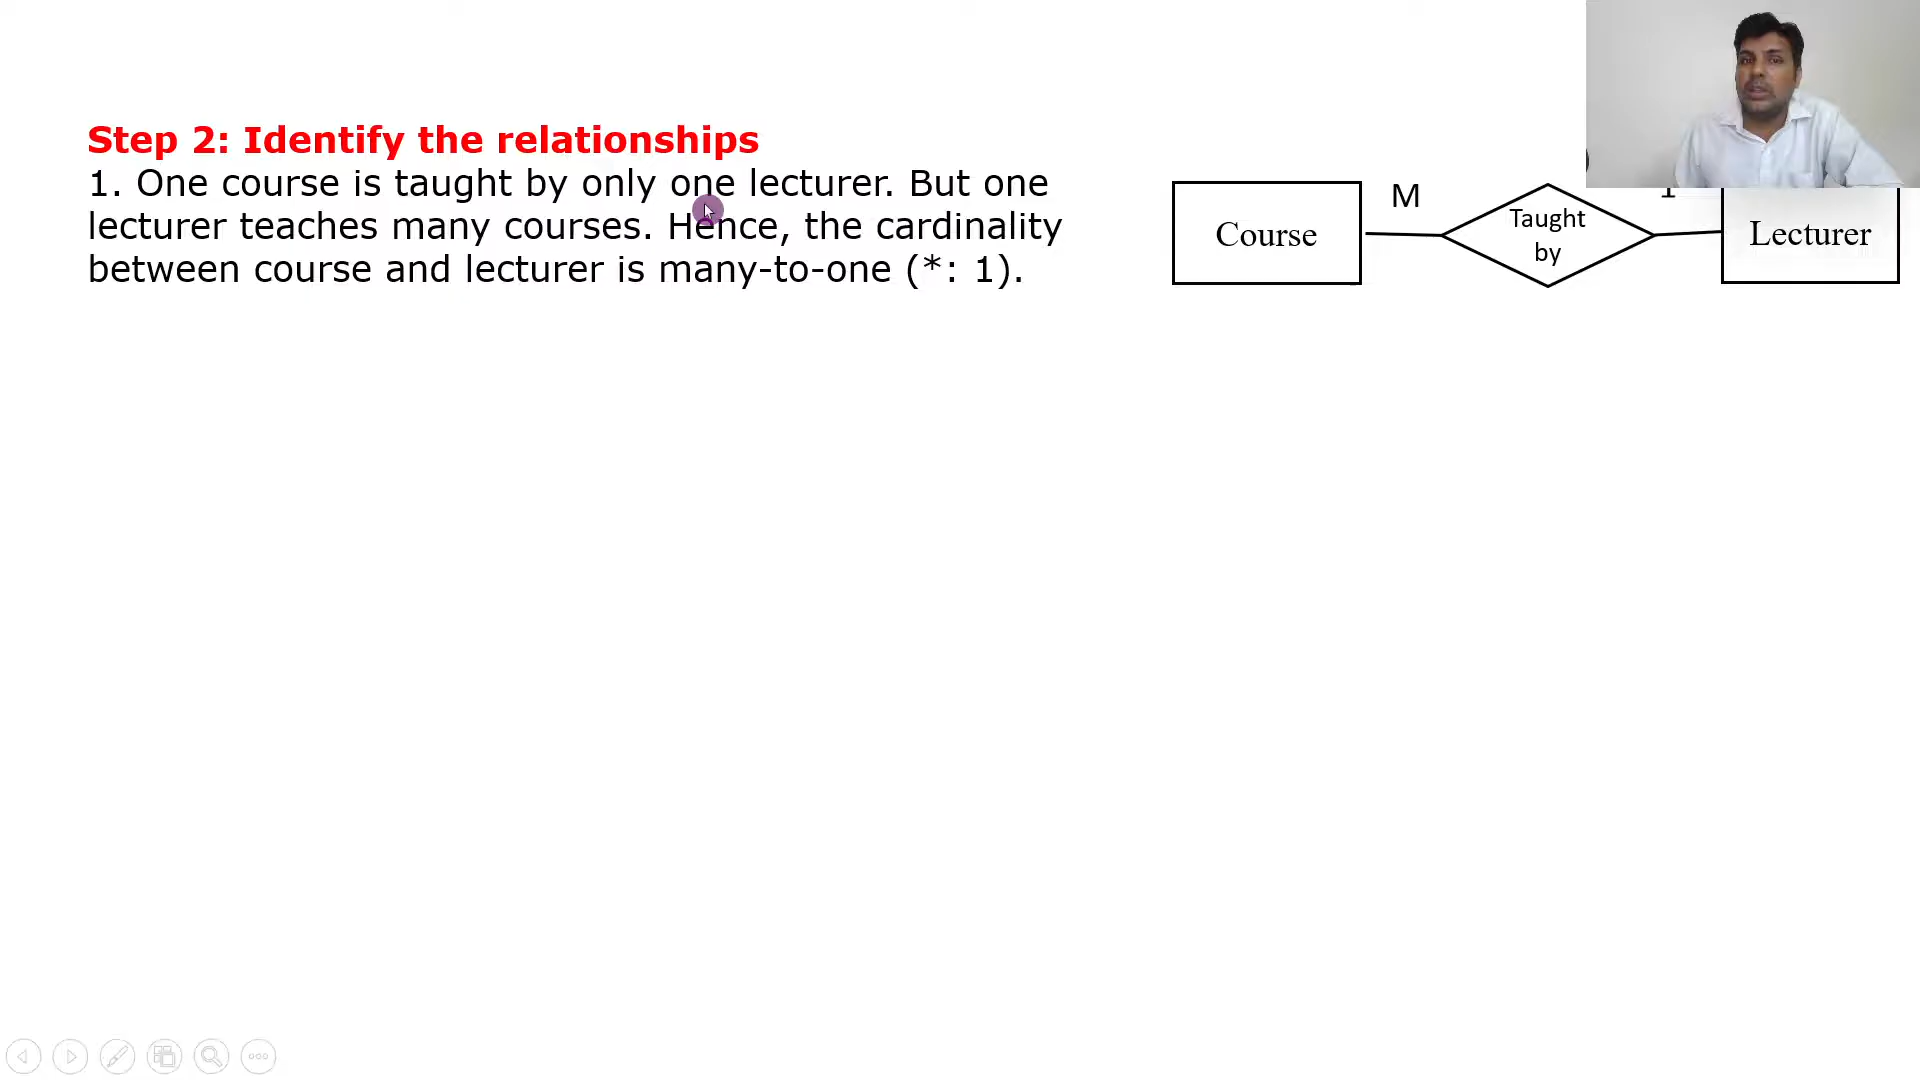 Step 2: Identify the relationships
1. One course is taught by only one lecturer. But one
lecturer teaches many courses. Hence, the cardinality
between course and lecturer is many-to-one (*: 1).
Course
M
Taught
by
Lecturer